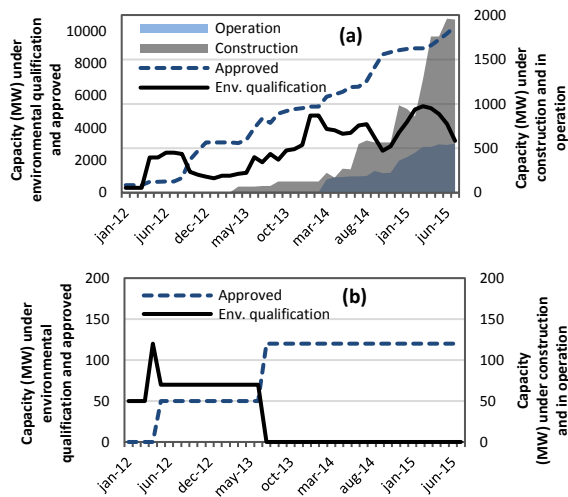 Capacity (MW) under
environmental qualification
and approved
10000
8000
6000
4000
2000
0
Operation
Construction
Approved
Env. qualification
(a)
2000
1500
1000
500
0
Capacity (MW) under
construction and in
operation
jan-12
jun-12
dec-12
may-13
oct-13
mar-14
aug-14
jan-15
jun-15
Capacity (MW) under
environmental
qualification and approved
200
150
100
50
0
Approved
Env. qualification
(b)
200
150
100
50
0
Capacity
(MW) under construction
and in operation
jan-12
jun-12
dec-12
may-13
oct-13
mar-14
aug-14
jan-15
jun-15